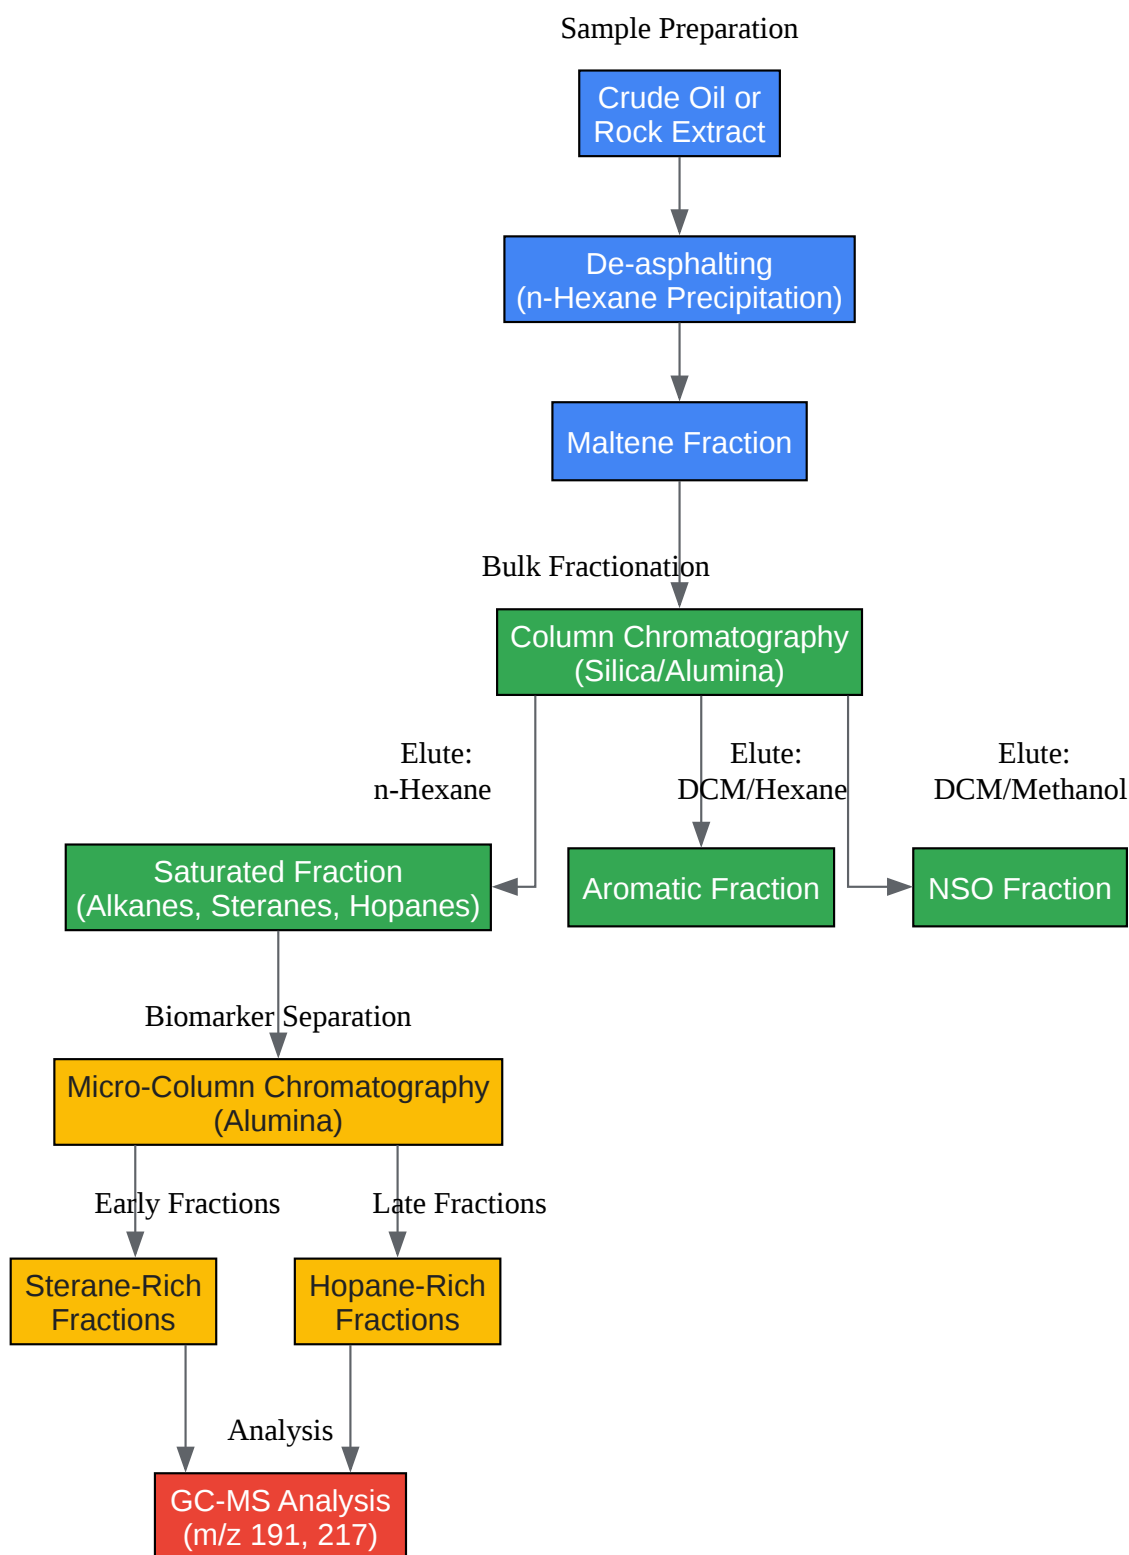 Sample Preparation
Crude Oil or
Rock Extract
De-asphalting
(n-Hexane Precipitation)
Maltene Fraction
Bulk Fractionation
Column Chromatography
(Silica/Alumina)
Elute:
n-Hexane
Elute:
DCM/Hexane
Elute:
DCM/Methanol
Saturated Fraction
(Alkanes, Steranes, Hopanes)
Aromatic Fraction
NSO Fraction
Biomarker Separation
Micro-Column Chromatography
(Alumina)
Early Fractions
Late Fractions
Sterane-Rich
Fractions
Hopane-Rich
Fractions
Analysis
GC-MS Analysis
(m/z 191, 217)